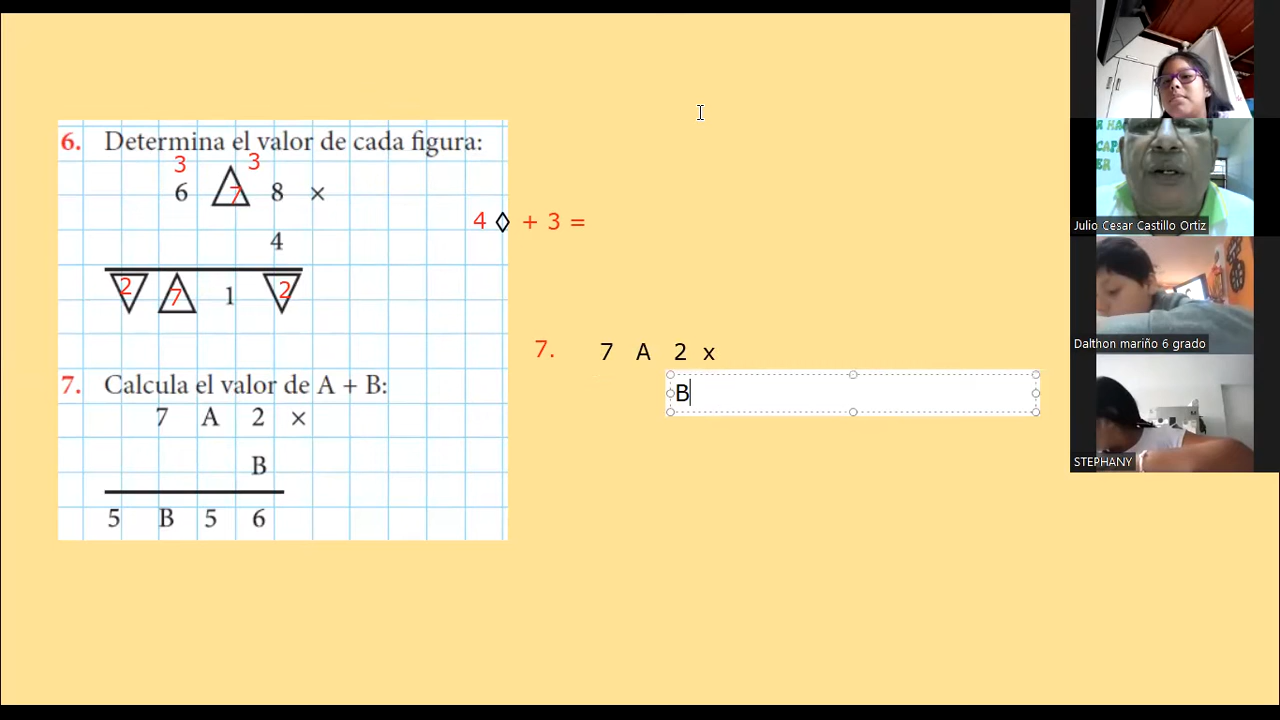 6. Determina el valor de cada figura:
3 3
6 7 8 ×
4
2 7 1 2
4 ◊ + 3 =
7. Calcula el valor de A + B:
7 A 2 ×
B
5 B 5 6
7. 7 A 2 x
B
Julio Cesar Castillo Ortiz
Dalthon mariño 6 grado
STEPHANY